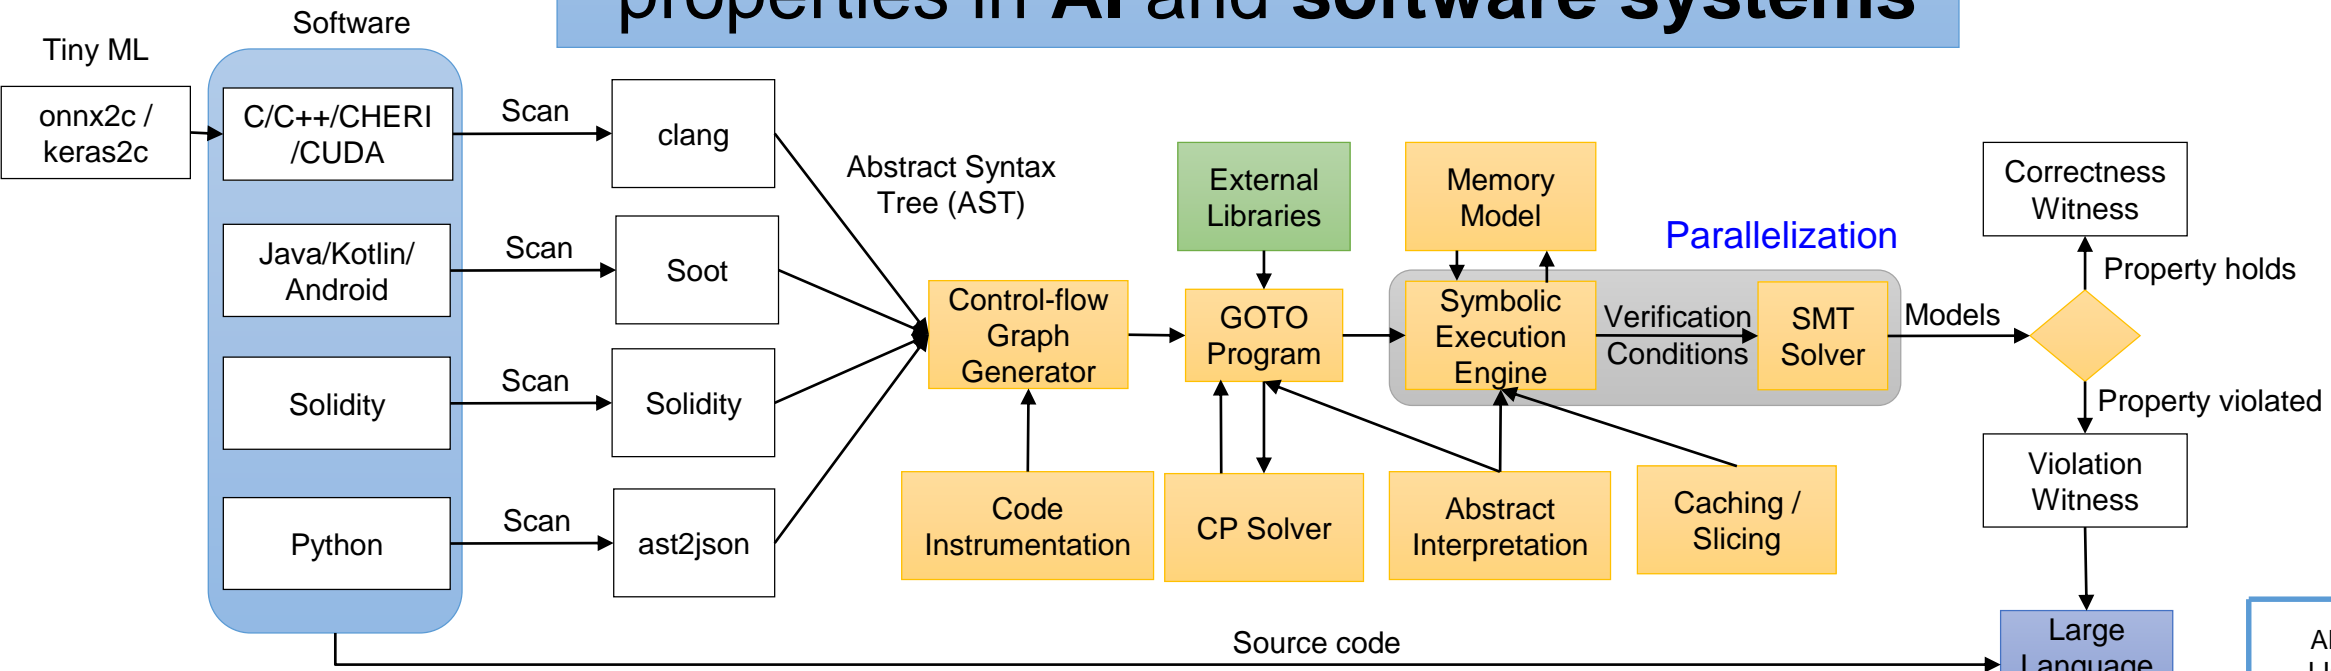 properties in AI and software systems
Software
Tiny ML
onnx2c /
keras2c
C/C++/CHERI
/CUDA
Scan
clang
Java/Kotlin/
Android
Scan
Soot
Solidity
Scan
Solidity
Python
Scan
ast2json
Abstract Syntax
Tree (AST)
Control-flow
Graph
Generator
External
Libraries
GOTO
Program
Memory
Model
Parallelization
Symbolic
Execution
Engine
Verification
Conditions
SMT
Solver
Models
Correctness
Witness
Property holds
Property violated
Violation
Witness
Code
Instrumentation
CP Solver
Abstract
Interpretation
Caching /
Slicing
Source code
Large
Language